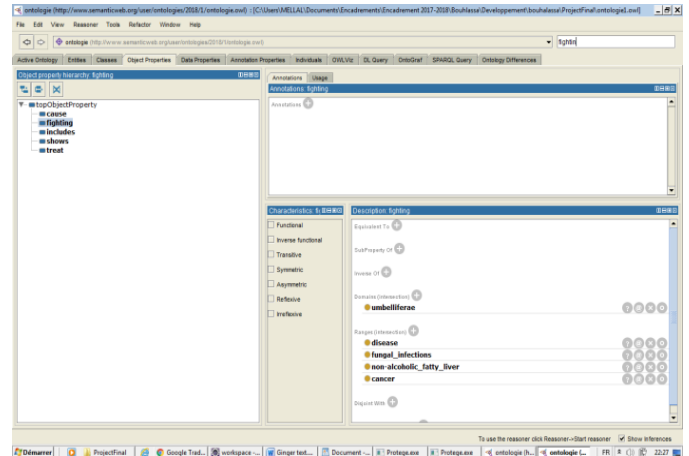 ontologie (http://www.semanticweb.org/user/ontologies/2018/1/ontologie.owl) : [C:\Users\MELLAL\Documents\Encadrements\Encadrement 2017-2018\Bouhalassa\Developpement\bouhalassa\ProjectFinal\ontologie1.owl]
File Edit View Reasoner Tools Refactor Window Help
ontologie (http://www.semanticweb.org/user/ontologies/2018/1/ontologie.owl)
fightin
Active Ontology Entities Classes Object Properties Data Properties Annotation Properties Individuals OWLViz DL Query OntoGraf SPARQL Query Ontology Differences
Object property hierarchy: fighting
topObjectProperty
cause
fighting
includes
shows
treat
Annotations Usage
Annotations: fighting
Annotations
Characteristics: fi
Functional
Inverse functional
Transitive
Symmetric
Asymmetric
Reflexive
Irreflexive
Description: fighting
Equivalent To
SubProperty Of
Inverse Of
Domains (intersection)
umbelliferae
Ranges (intersection)
disease
fungal_infections
non-alcoholic_fatty_liver
cancer
Disjoint With
To use the reasoner click Reasoner->Start reasoner Show Inferences
Démarrer ProjectFinal Google Trad... workspace -... Ginger text... Document -... Protege.exe Protege.exe ontologie (h... ontologie (... FR 22:27